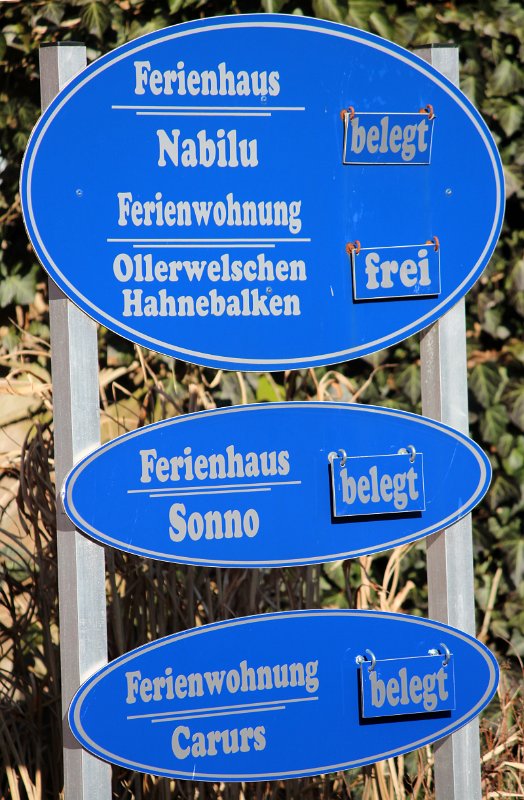 Ferienhaus
Nabilu
belegt
Ferienwohnung
Ollerwelschen
Hahnebalken
frei
Ferienhaus
Sonno
belegt
Ferienwohnung
Carurs
belegt